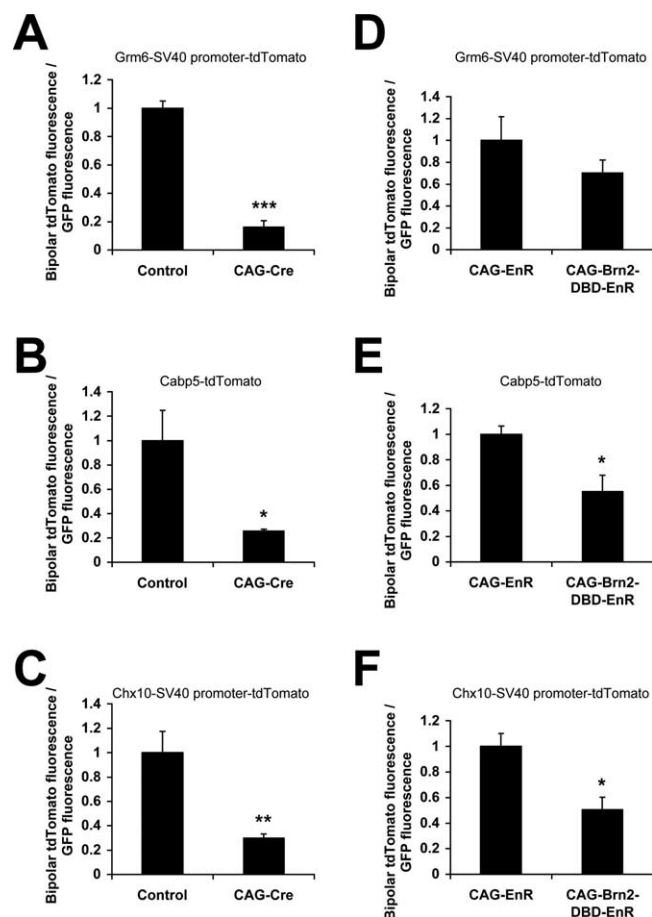 A
Grm6-SV40 promoter-tdTomato
Bipolar tdTomato fluorescence /
GFP fluorescence
1.2
1
0.8
0.6
0.4
0.2
0
***
Control
CAG-Cre
B
Cabp5-tdTomato
Bipolar tdTomato fluorescence /
GFP fluorescence
1.4
1.2
1
0.8
0.6
0.4
0.2
0
*
Control
CAG-Cre
C
Chx10-SV40 promoter-tdTomato
Bipolar tdTomato fluorescence /
GFP fluorescence
1.4
1.2
1
0.8
0.6
0.4
0.2
0
**
Control
CAG-Cre
D
Grm6-SV40 promoter-tdTomato
Bipolar tdTomato fluorescence /
GFP fluorescence
1.4
1.2
1
0.8
0.6
0.4
0.2
0
CAG-EnR
CAG-Brn2-
DBD-EnR
E
Cabp5-tdTomato
Bipolar tdTomato fluorescence /
GFP fluorescence
1.2
1
0.8
0.6
0.4
0.2
0
*
CAG-EnR
CAG-Brn2-
DBD-EnR
F
Chx10-SV40 promoter-tdTomato
Bipolar tdTomato fluorescence /
GFP fluorescence
1.2
1
0.8
0.6
0.4
0.2
0
*
CAG-EnR
CAG-Brn2-
DBD-EnR